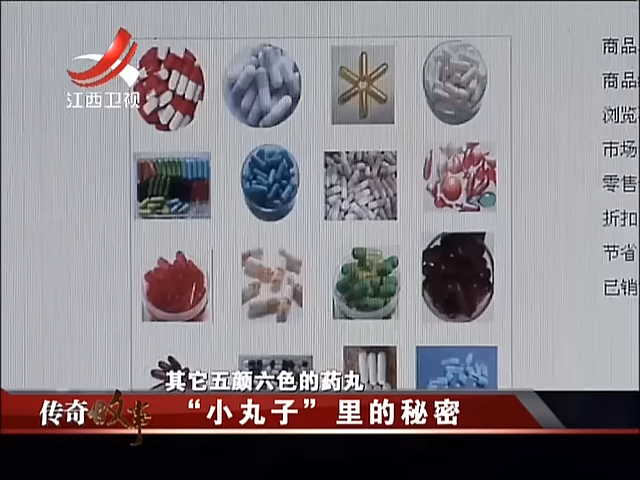 江西卫视
商品
商品
浏览
市场
零售
折扣
节省
已销
其它五颜六色的药丸
传奇故事
“小丸子”里的秘密